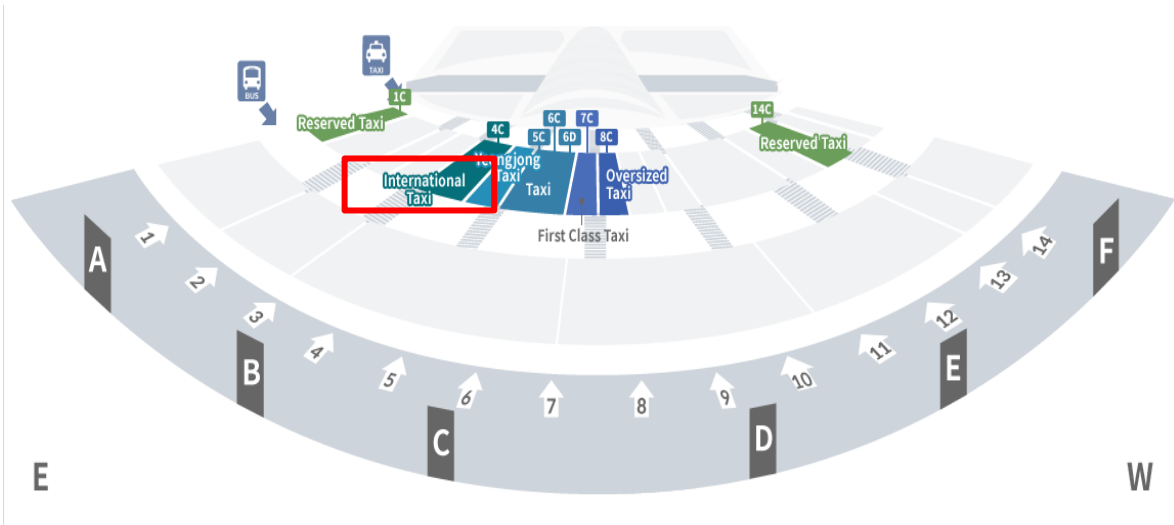 BUS
TAXI
1C
Reserved Taxi
4C
5C
6C
6D
7C
8C
14C
Reserved Taxi
Yeongjong
Taxi
International
Taxi
Taxi
Oversized
Taxi
First Class Taxi
A
B
C
D
E
F
1
2
3
4
5
6
7
8
9
10
11
12
13
14
E
W